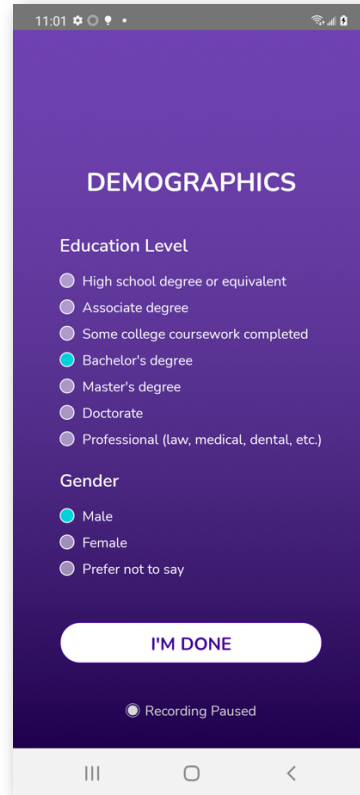 11:01
DEMOGRAPHICS
Education Level
High school degree or equivalent
Associate degree
Some college coursework completed
Bachelor's degree
Master's degree
Doctorate
Professional (law, medical, dental, etc.)
Gender
Male
Female
Prefer not to say
I'M DONE
Recording Paused